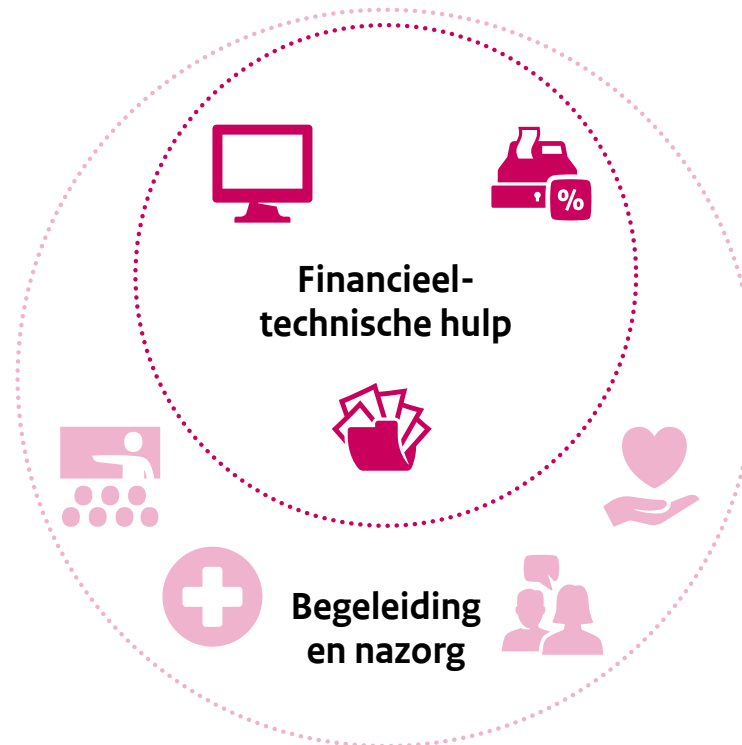 %
Financieel-
technische hulp
Begeleiding
en nazorg